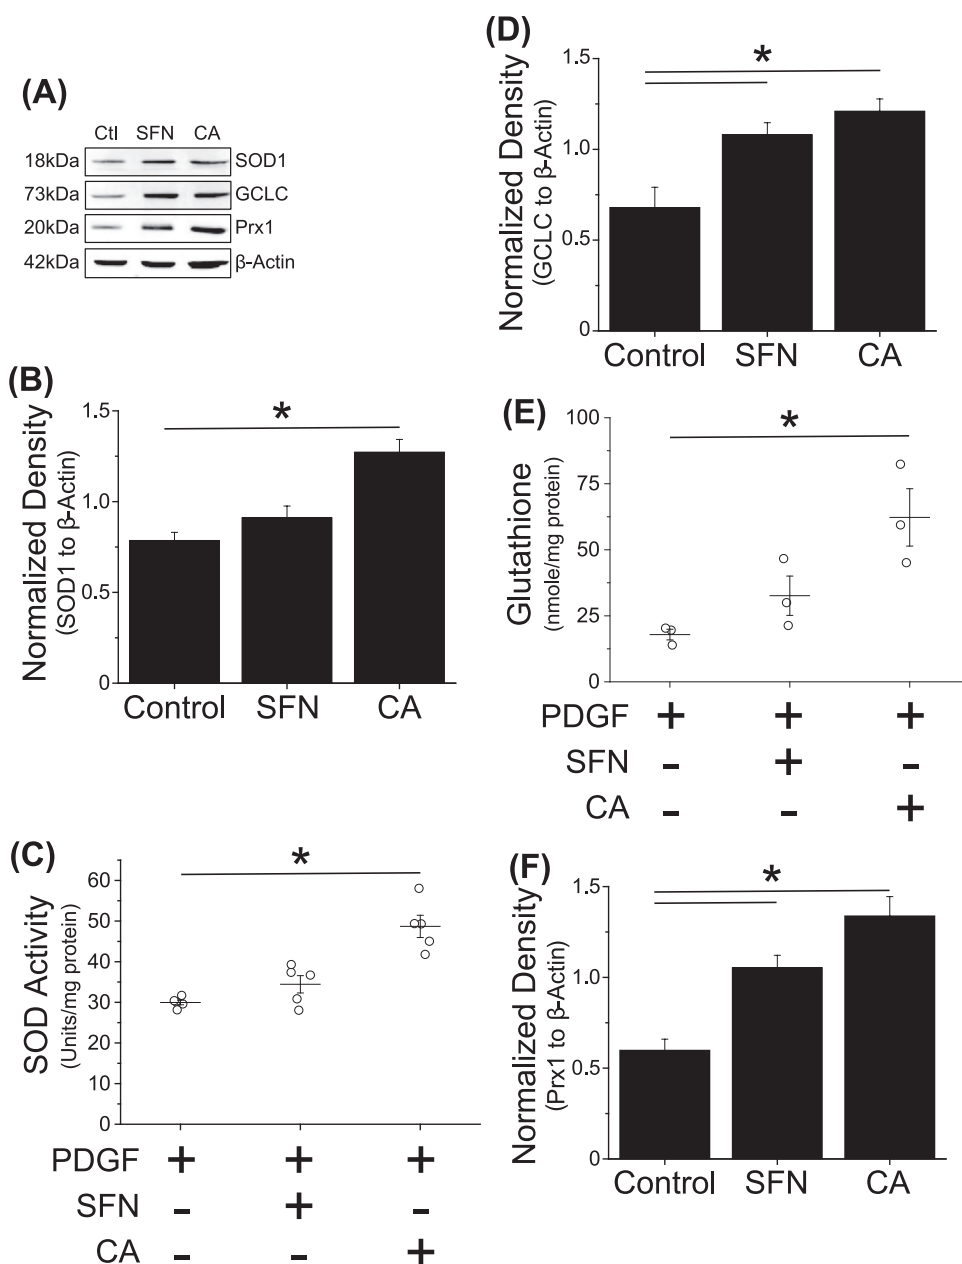 (A)
Ctl SFN CA
18kDa SOD1
73kDa GCLC
20kDa Prx1
42kDa β-Actin
(B)
Normalized Density
(SOD1 to β-Actin)
1.5
1.0
0.5
0
*
Control SFN CA
(C)
SOD Activity
(Units/mg protein)
60
50
40
30
20
10
0
*
PDGF + + +
SFN - + -
CA - - +
(D)
Normalized Density
(GCLC to β-Actin)
1.5
1.0
0.5
0
*
Control SFN CA
(E)
Glutathione
(nmole/mg protein)
100
75
50
25
0
*
PDGF + + +
SFN - + -
CA - - +
(F)
Normalized Density
(Prx1 to β-Actin)
1.5
1.0
0.5
0
*
Control SFN CA